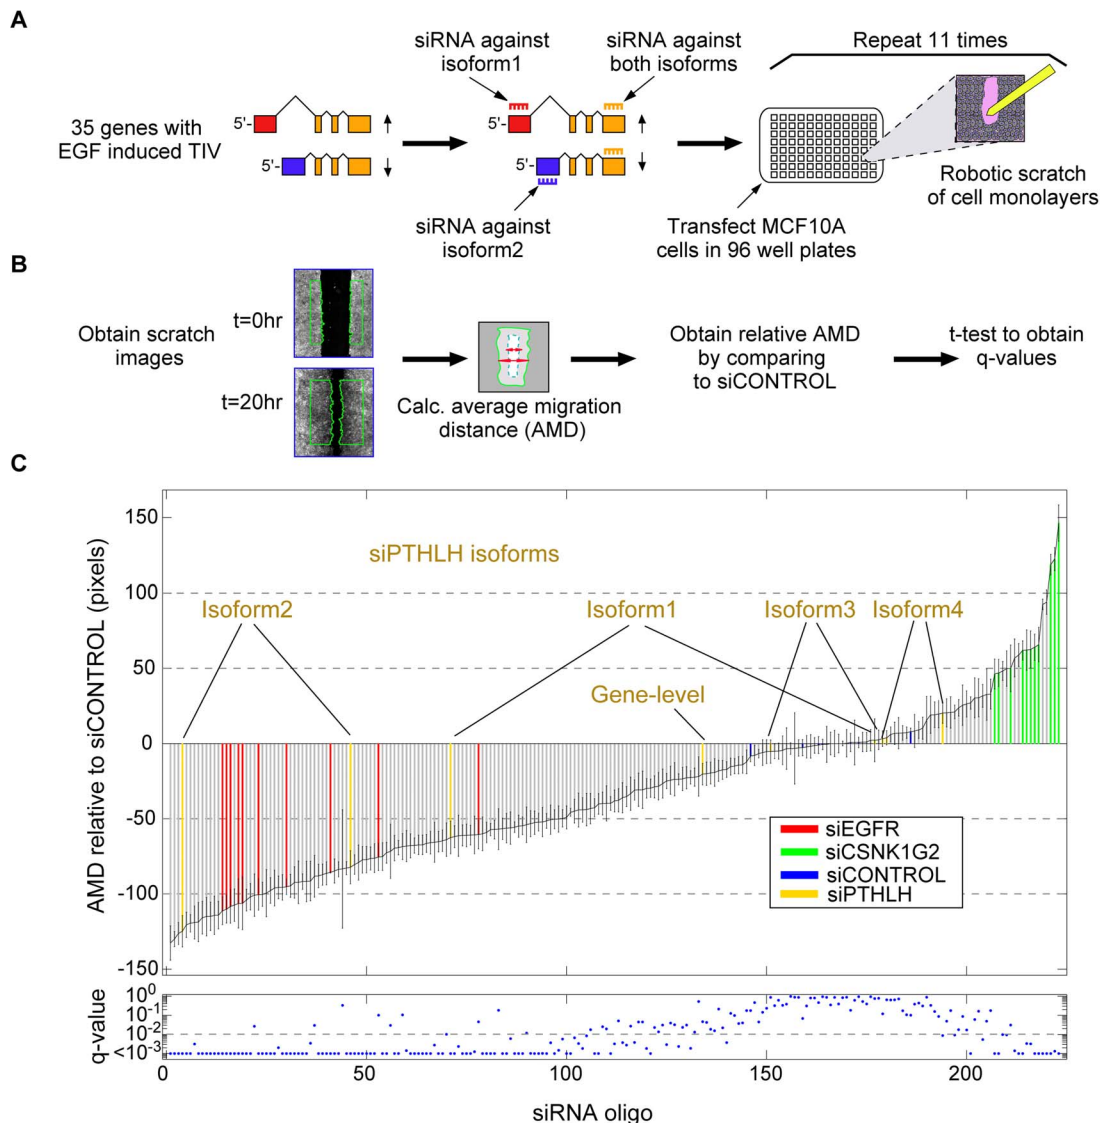 A
siRNA against
isoform1
siRNA against
both isoforms
Repeat 11 times
35 genes with
EGF induced TIV
5'-
5'-
5'-
5'-
siRNA against
isoform2
Transfect MCF10A
cells in 96 well plates
Robotic scratch
of cell monolayers
B
Obtain scratch
images
t=0hr
t=20hr
Calc. average migration
distance (AMD)
Obtain relative AMD
by comparing
to siCONTROL
t-test to obtain
q-values
C
AMD relative to siCONTROL (pixels)
150
100
50
0
-50
-100
-150
siPTHLH isoforms
Isoform2
Isoform1
Isoform3
Isoform4
Gene-level
siEGFR
siCSNK1G2
siCONTROL
siPTHLH
q-value
10^0
10^-1
10^-2
<10^-3
0
50
100
150
200
siRNA oligo